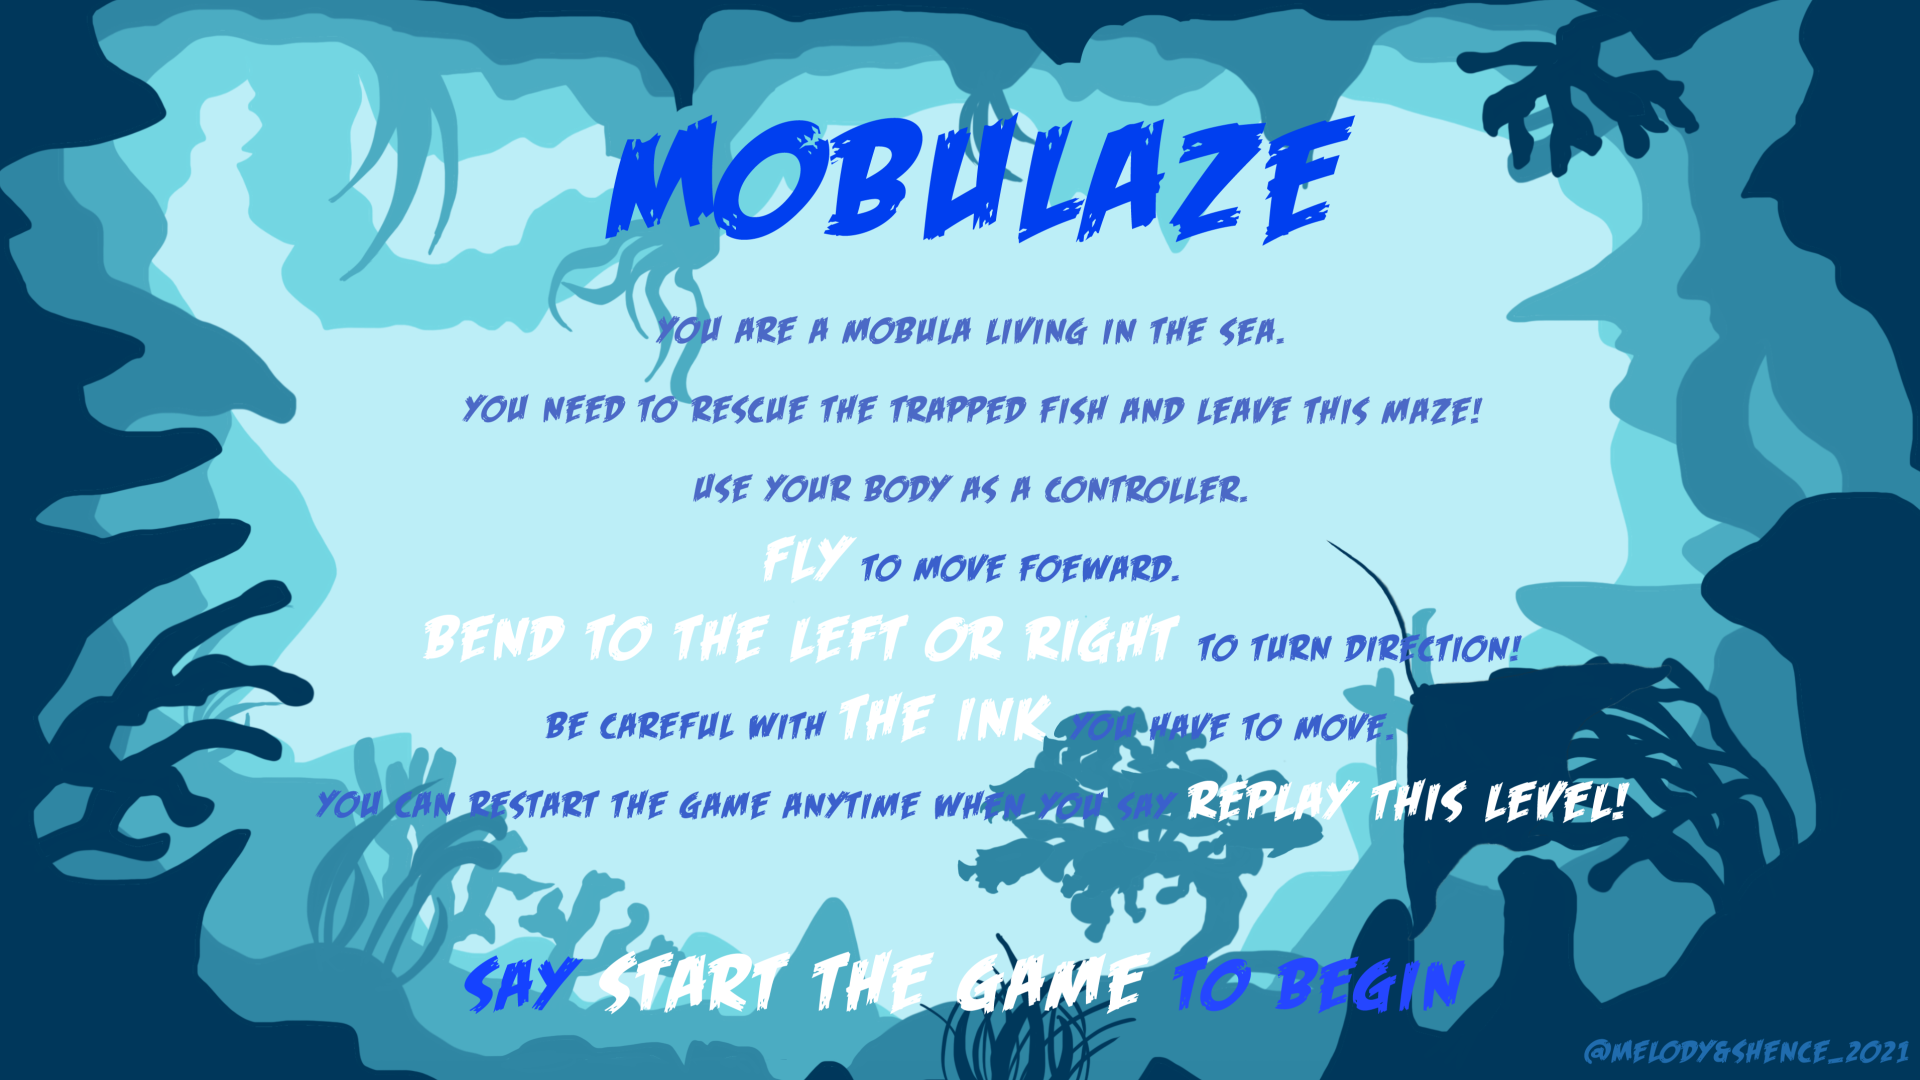 MOBULAZE
YOU ARE A MOBULA LIVING IN THE SEA.
YOU NEED TO RESCUE THE TRAPPED FISH AND LEAVE THIS MAZE!
USE YOUR BODY AS A CONTROLLER.
FLY TO MOVE FOEWARD.
BEND TO THE LEFT OR RIGHT TO TURN DIRECTION!
BE CAREFUL WITH THE INK YOU HAVE TO MOVE.
YOU CAN RESTART THE GAME ANYTIME WHEN YOU SAY REPLAY THIS LEVEL!
SAY START THE GAME TO BEGIN
@MELODY&SHENCE_2021